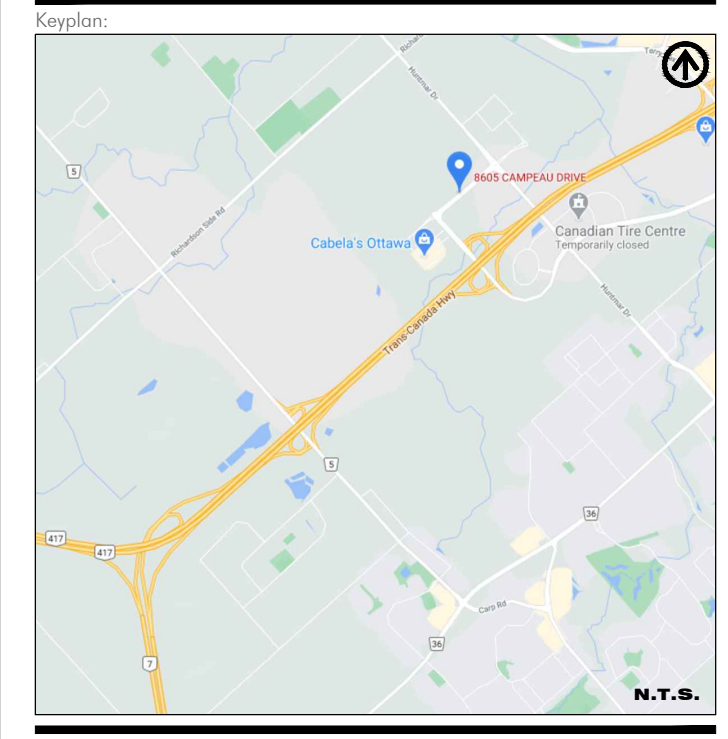 Keyplan:
Huntmar Dr
5
8605 CAMPEAU DRIVE
Richardson Side Rd
Canadian Tire Centre
Temporarily closed
Cabela's Ottawa
Huntmar Dr
Trans-Canada Hwy
5
36
417
417
Carp Rd
36
7
N.T.S.